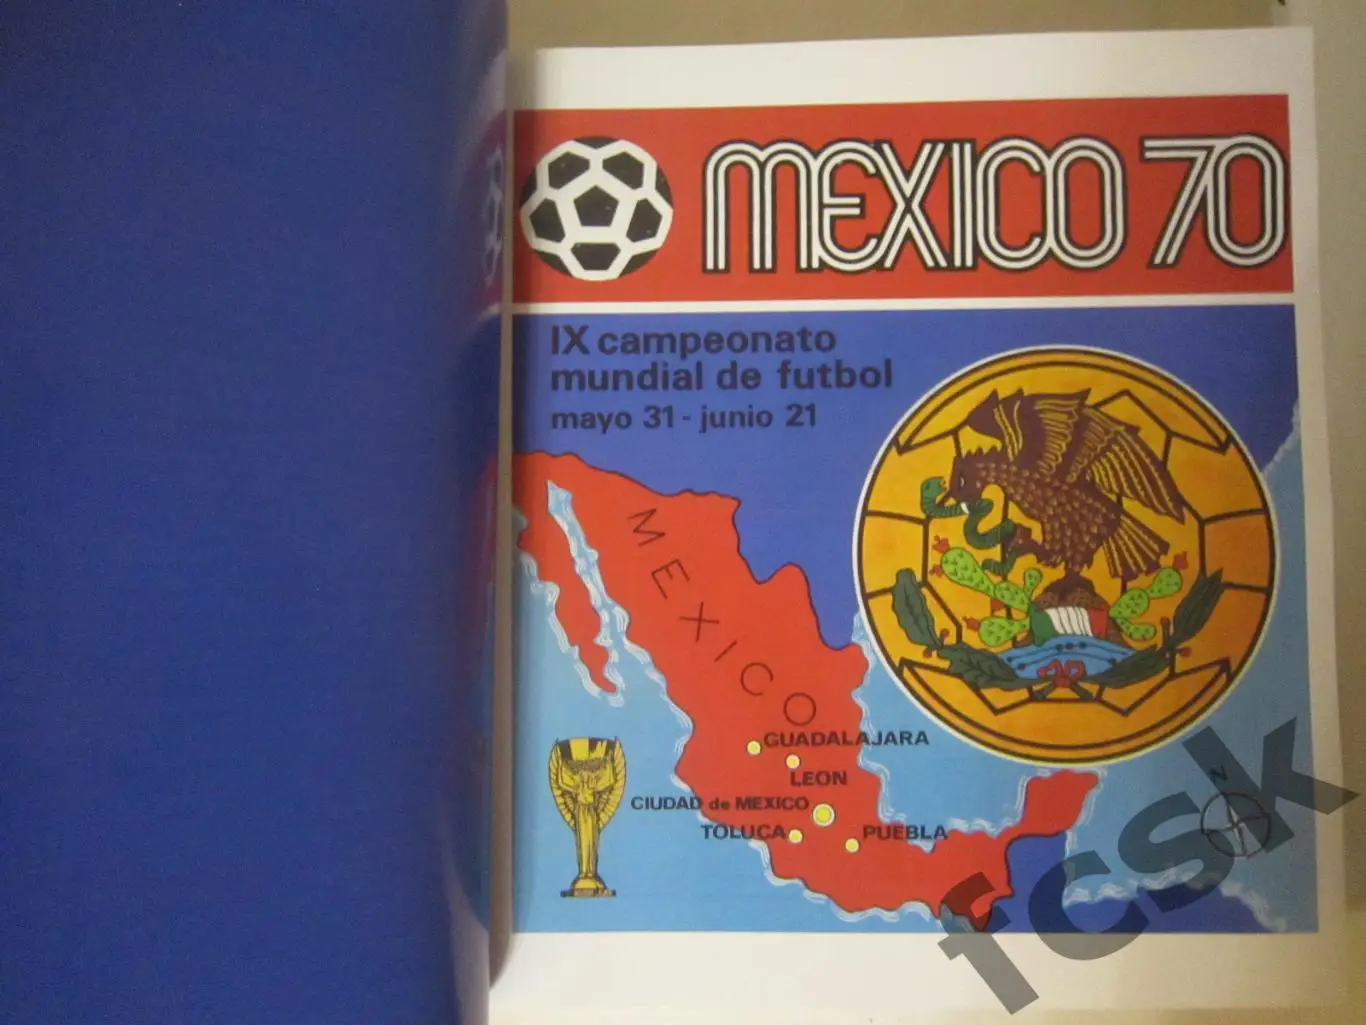 MEXICO 70
IX campeonato
mundial de futbol
mayo 31 - junio 21
MEXICO
GUADALAJARA
LEON
CIUDAD de MEXICO
TOLUCA
PUEBLA
N
fcsk